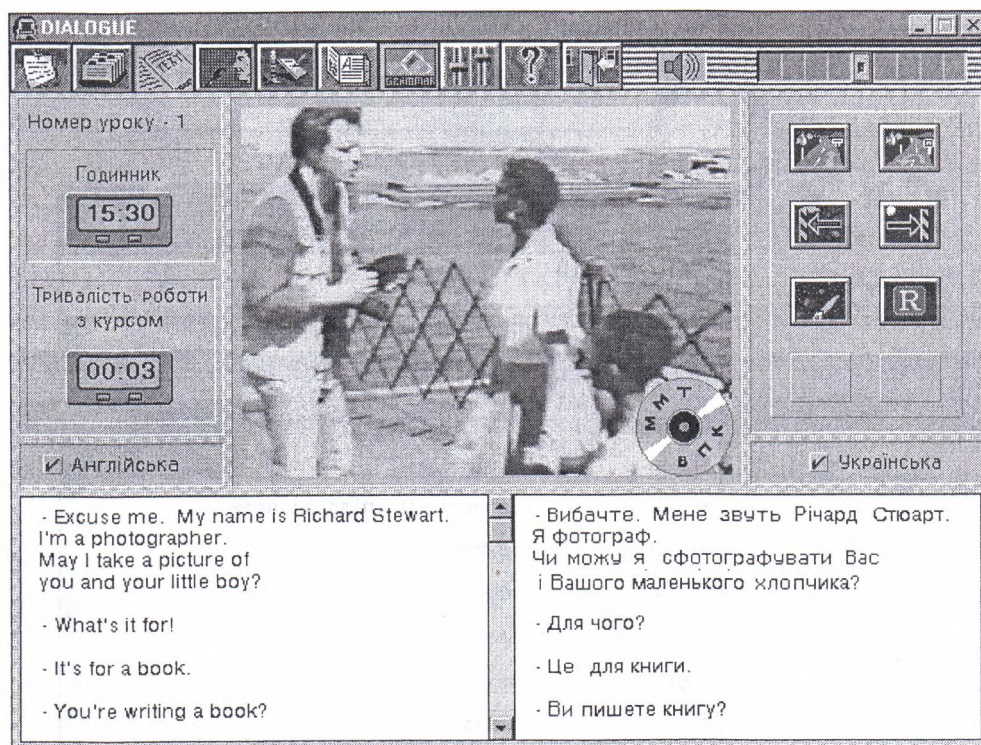 DIALOGUE
TEXT
A
?
Номер уроку - 1
Годинник
15:30
Тривалість роботи
з курсом
00:03
R
М М Т К П В
Англійська
Українська
- Excuse me. My name is Richard Stewart.
I'm a photographer.
May I take a picture of
you and your little boy?
- What's it for!
- It's for a book.
- You're writing a book?
- Вибачте. Мене звуть Річард Стюарт.
Я фотограф.
Чи можу я сфотографувати Вас
і Вашого маленького хлопчика?
- Для чого?
- Це для книги.
- Ви пишете книгу?